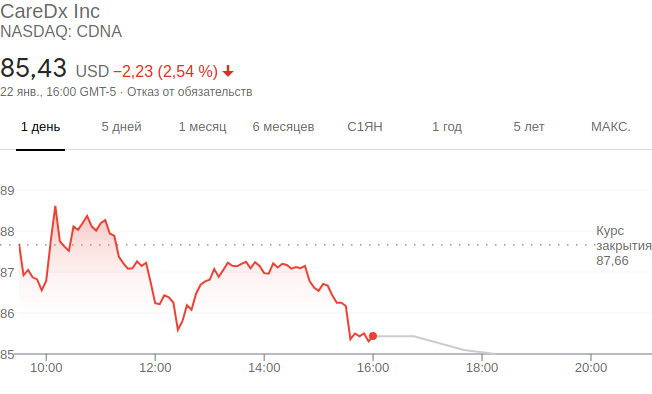 CareDx Inc
NASDAQ: CDNA
85,43 USD −2,23 (2,54 %)
22 янв., 16:00 GMT-5 · Отказ от обязательств
1 день 5 дней 1 месяц 6 месяцев С1ЯН 1 год 5 лет МАКС.
89
88
Курс
закрытия
87,66
87
86
85
10:00 12:00 14:00 16:00 18:00 20:00